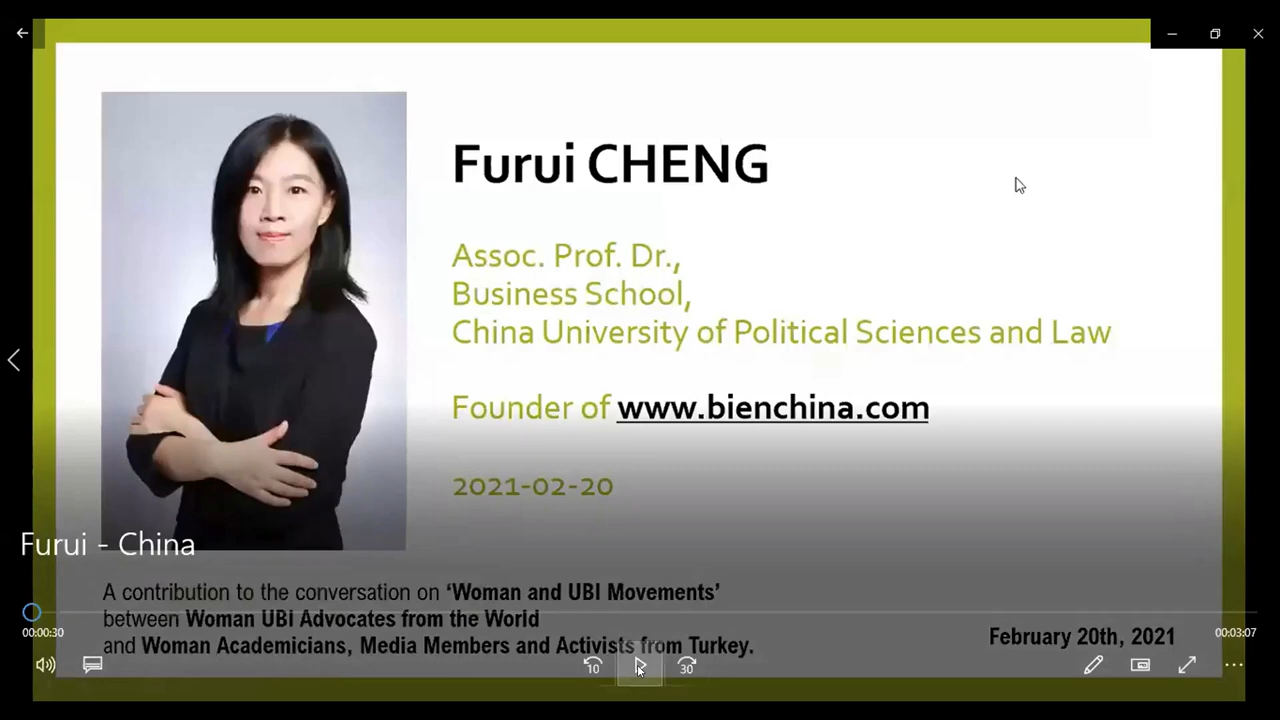 Furui CHENG
Assoc. Prof. Dr.,
Business School,
China University of Political Sciences and Law
Founder of www.bienchina.com
2021-02-20
Furui - China
A contribution to the conversation on ‘Woman and UBI Movements’
between Woman UBI Advocates from the World
and Woman Academicians, Media Members and Activists from Turkey.
February 20th, 2021
00:00:30
00:03:07
10
30